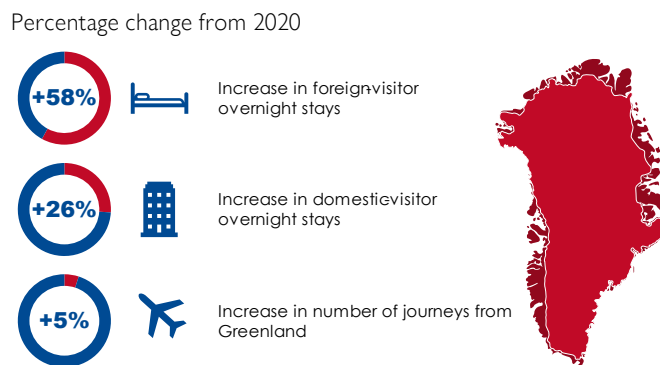 Percentage change from 2020
+58%
Increase in foreign-visitor
overnight stays
+26%
Increase in domestic-visitor
overnight stays
+5%
Increase in number of journeys from
Greenland